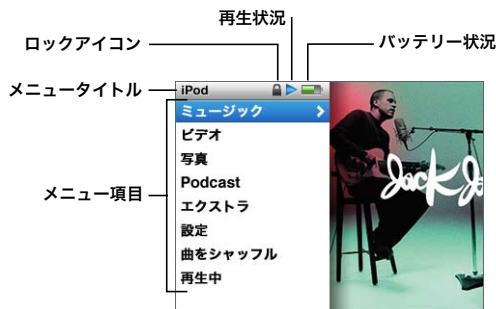 再生状況
ロックアイコン
バッテリー状況
メニュータイトル
iPod
ミュージック
ビデオ
写真
Podcast
メニュー項目
エクストラ
設定
曲をシャッフル
再生中
Jack Jo